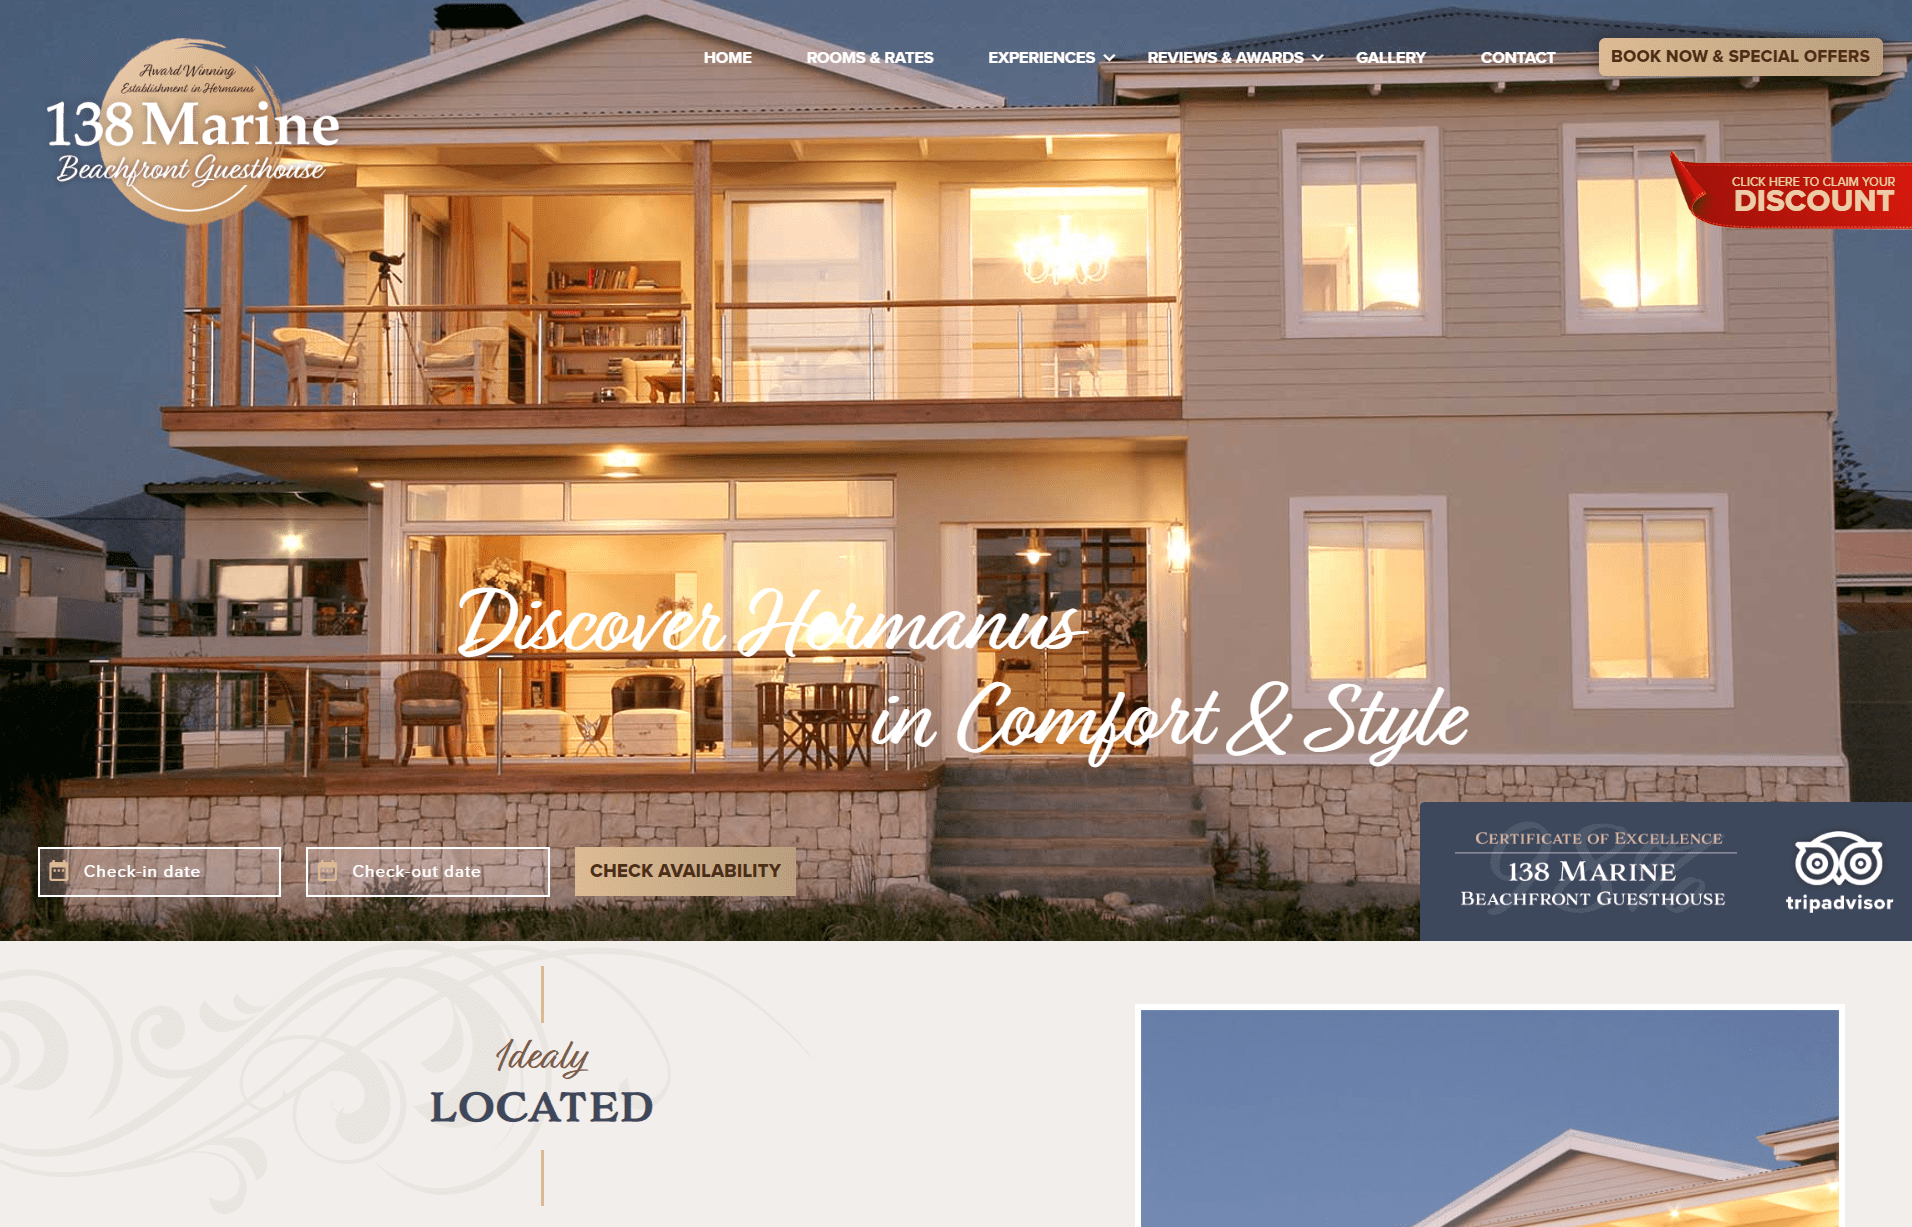 Award Winning
Establishment in Hermanus
138 Marine
Beachfront Guesthouse
HOME
ROOMS & RATES
EXPERIENCES
REVIEWS & AWARDS
GALLERY
CONTACT
BOOK NOW & SPECIAL OFFERS
CLICK HERE TO CLAIM YOUR
DISCOUNT
Discover Hermanus
in Comfort & Style
Check-in date
Check-out date
CHECK AVAILABILITY
CERTIFICATE OF EXCELLENCE
138 MARINE
BEACHFRONT GUESTHOUSE
tripadvisor
Idealy
LOCATED